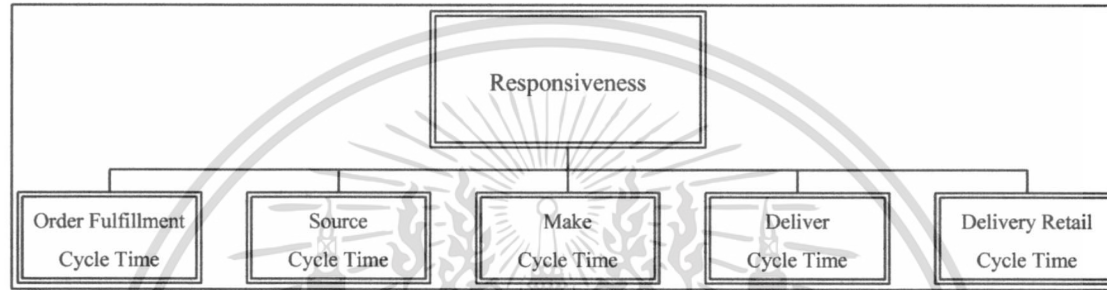 Responsiveness
Order Fulfillment
Cycle Time
Source
Cycle Time
Make
Cycle Time
Deliver
Cycle Time
Delivery Retail
Cycle Time